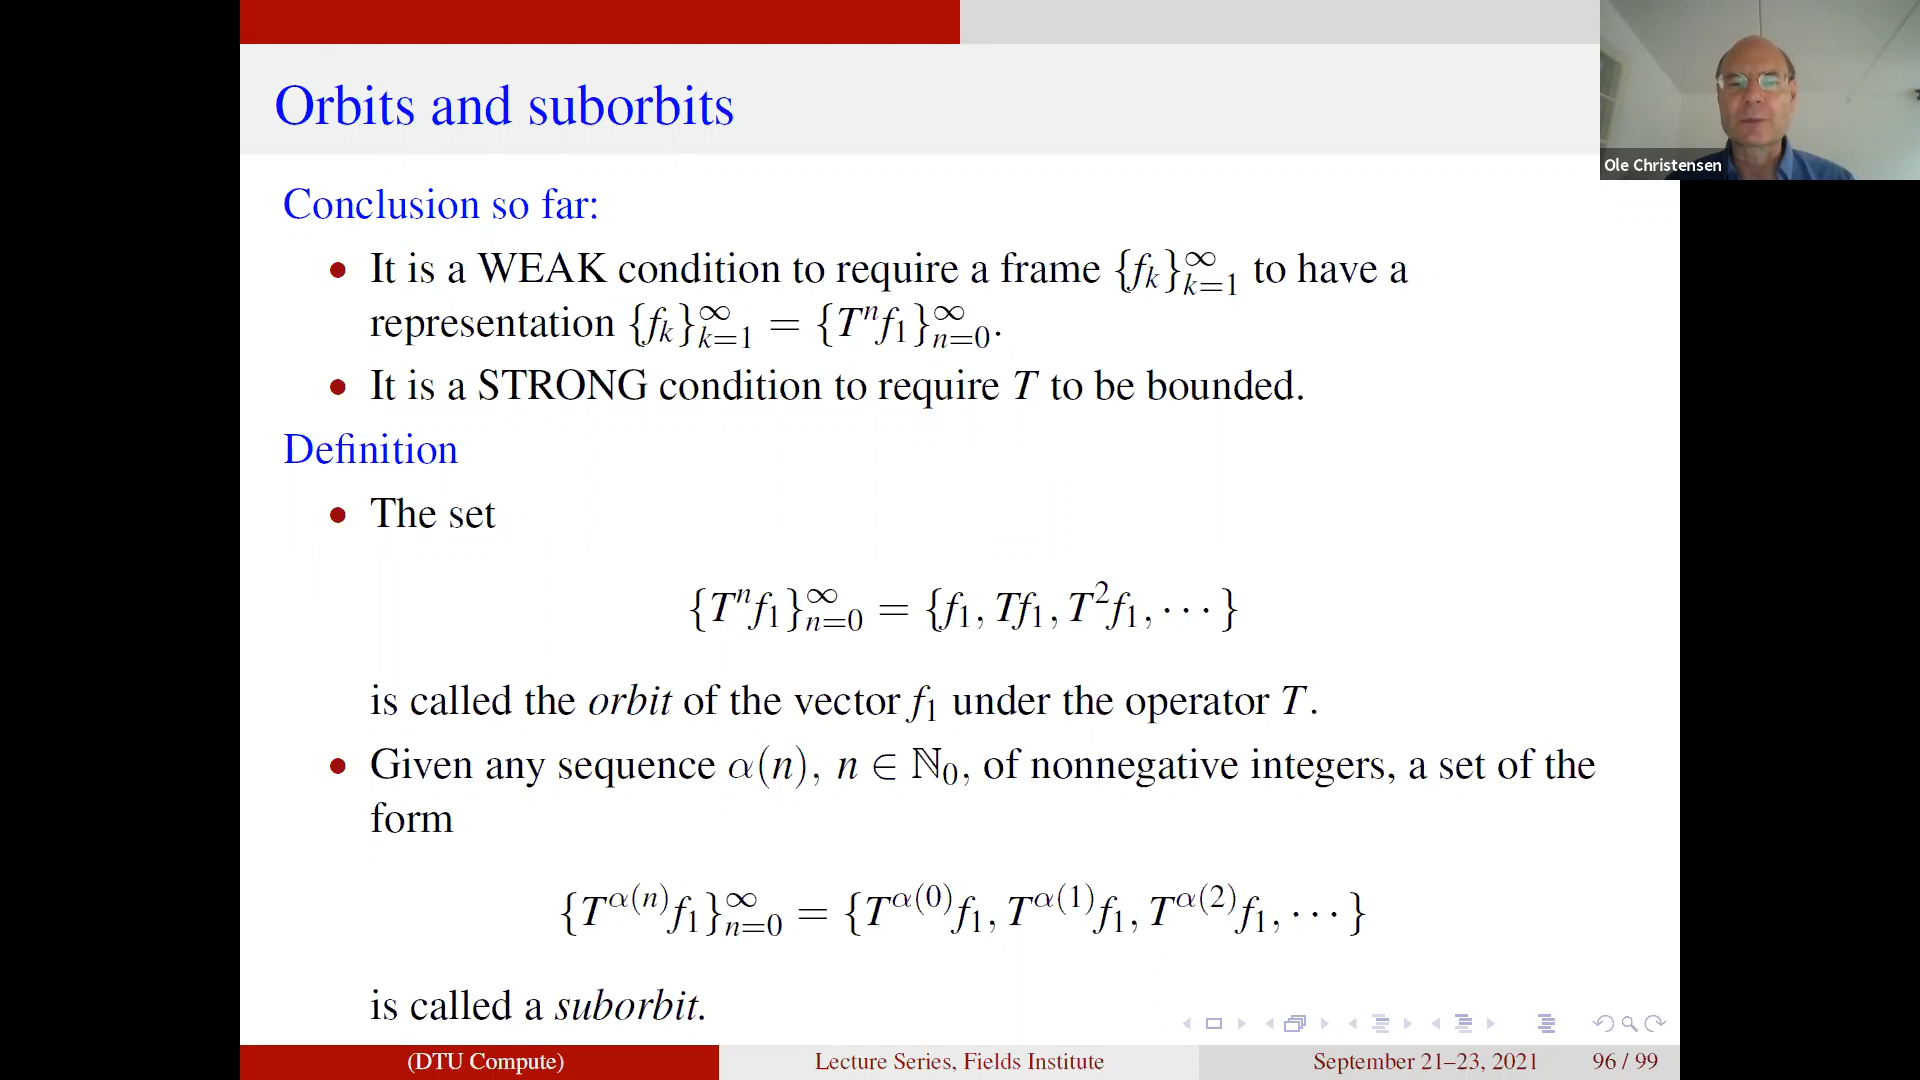 Orbits and suborbits
Ole Christensen
Conclusion so far:
• It is a WEAK condition to require a frame {f_k}_{k=1}^∞ to have a
representation {f_k}_{k=1}^∞ = {T^n f_1}_{n=0}^∞.
• It is a STRONG condition to require T to be bounded.
Definition
• The set
{T^n f_1}_{n=0}^∞ = {f_1, Tf_1, T^2 f_1, ⋯}
is called the orbit of the vector f_1 under the operator T.
• Given any sequence α(n), n ∈ ℕ_0, of nonnegative integers, a set of the
form
{T^{α(n)} f_1}_{n=0}^∞ = {T^{α(0)} f_1, T^{α(1)} f_1, T^{α(2)} f_1, ⋯}
is called a suborbit.
(DTU Compute) Lecture Series, Fields Institute September 21–23, 2021 96 / 99